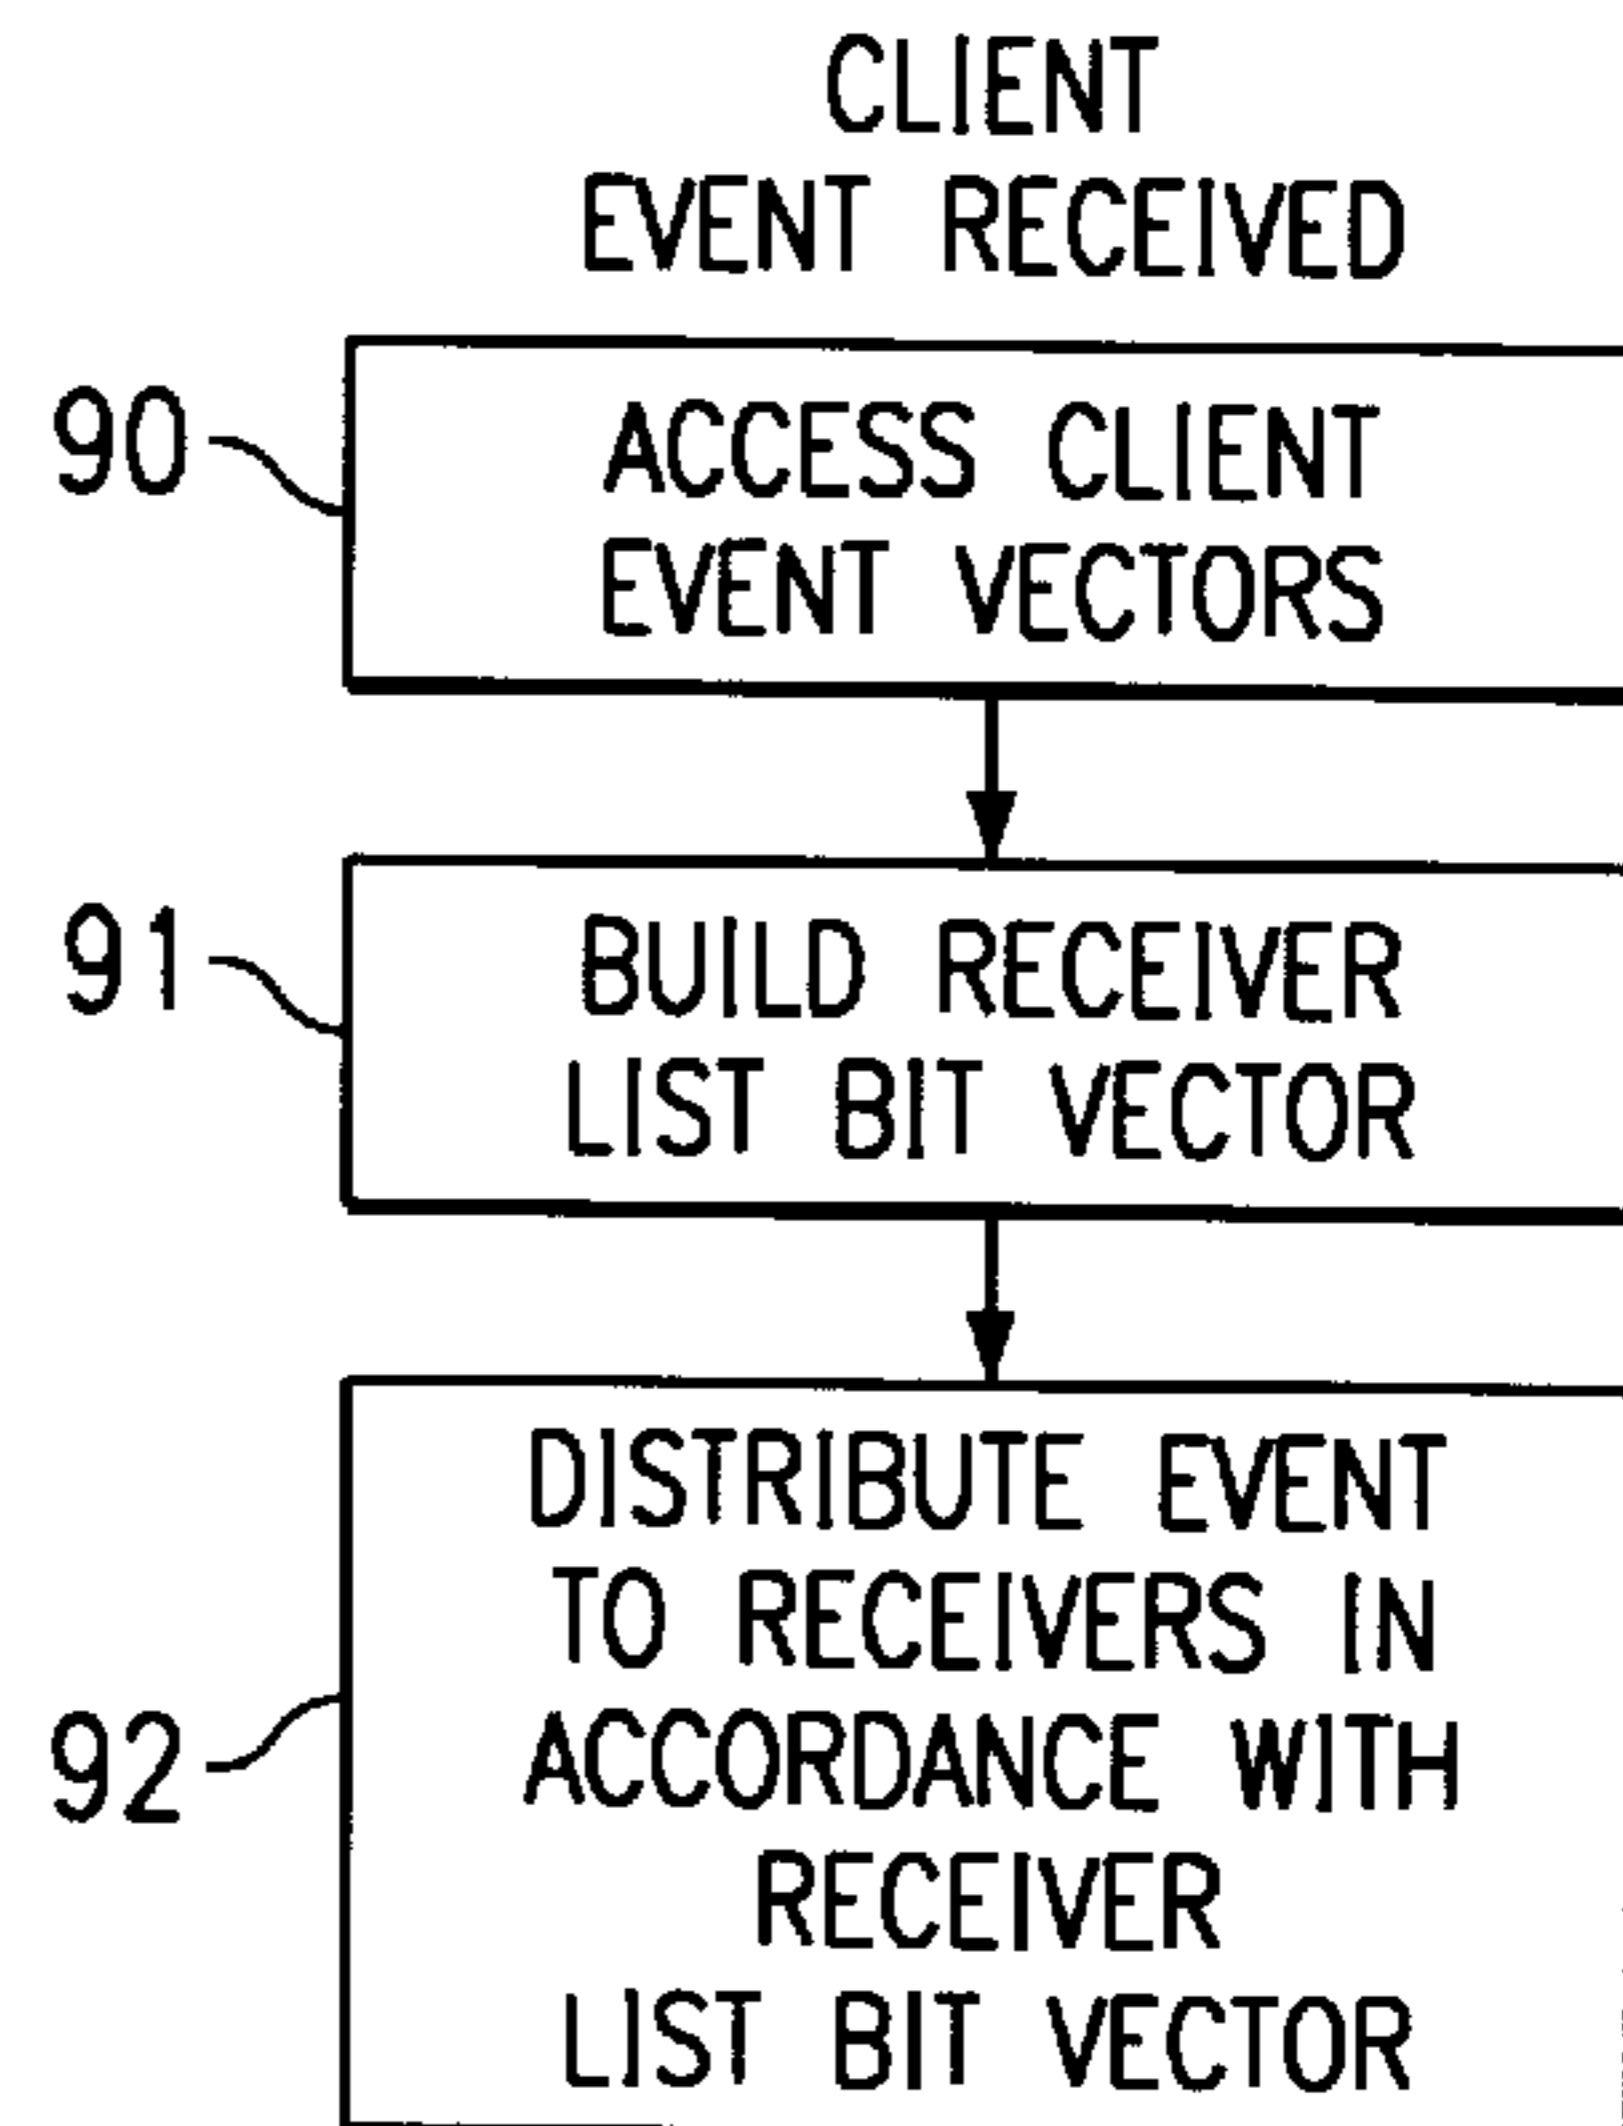 CLIENT
EVENT RECEIVED
90
ACCESS CLIENT
EVENT VECTORS
91
BUILD RECEIVER
LIST BIT VECTOR
92
DISTRIBUTE EVENT
TO RECEIVERS IN
ACCORDANCE WITH
RECEIVER
LIST BIT VECTOR